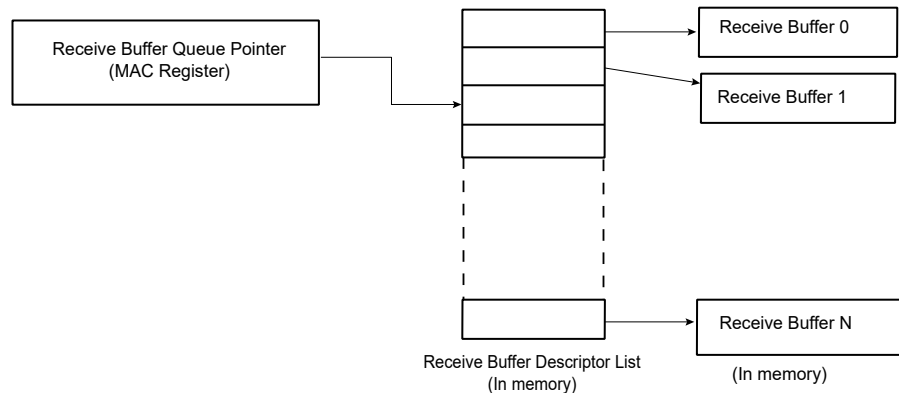 Receive Buffer Queue Pointer
(MAC Register)
Receive Buffer 0
Receive Buffer 1
Receive Buffer N
Receive Buffer Descriptor List
(In memory)
(In memory)